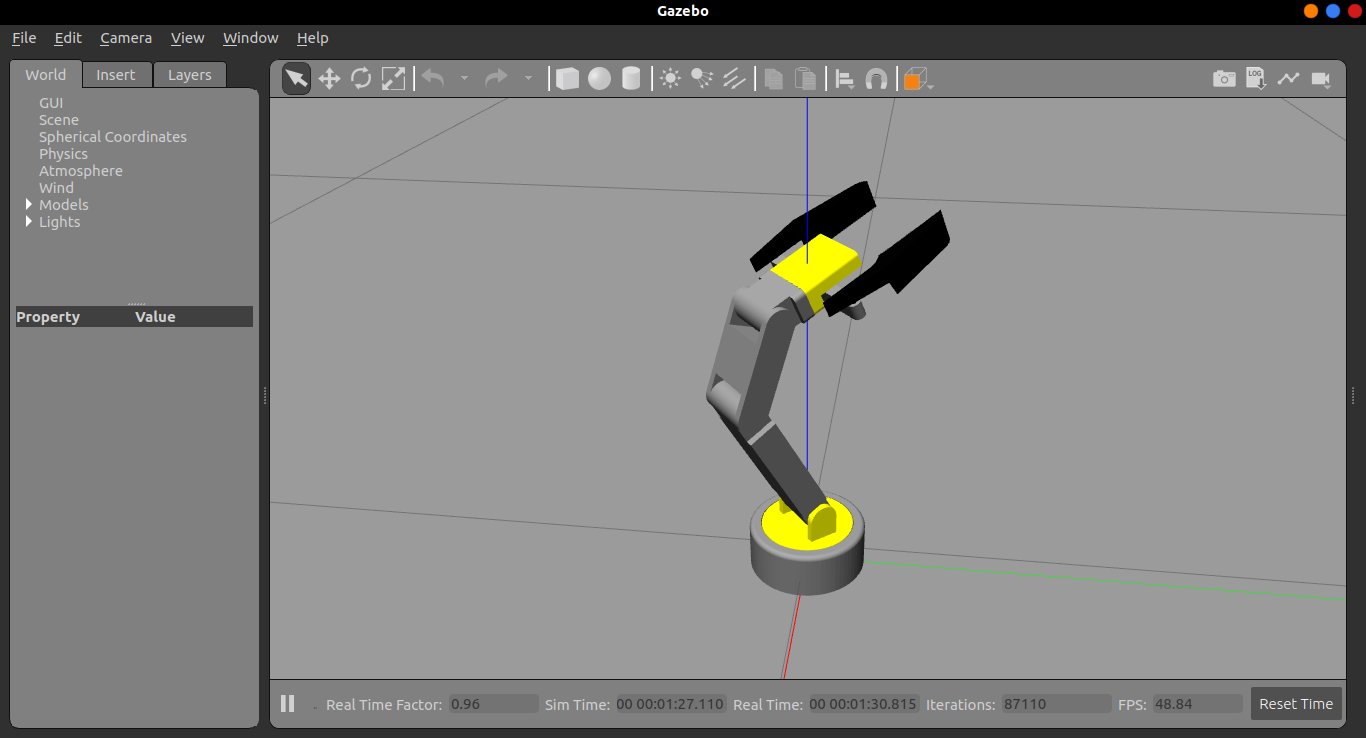 Gazebo
File Edit Camera View Window Help
World Insert Layers
GUI
Scene
Spherical Coordinates
Physics
Atmosphere
Wind
Models
Lights
Property Value
LOG
Real Time Factor: 0.96 Sim Time: 00 00:01:27.110 Real Time: 00 00:01:30.815 Iterations: 87110 FPS: 48.84 Reset Time